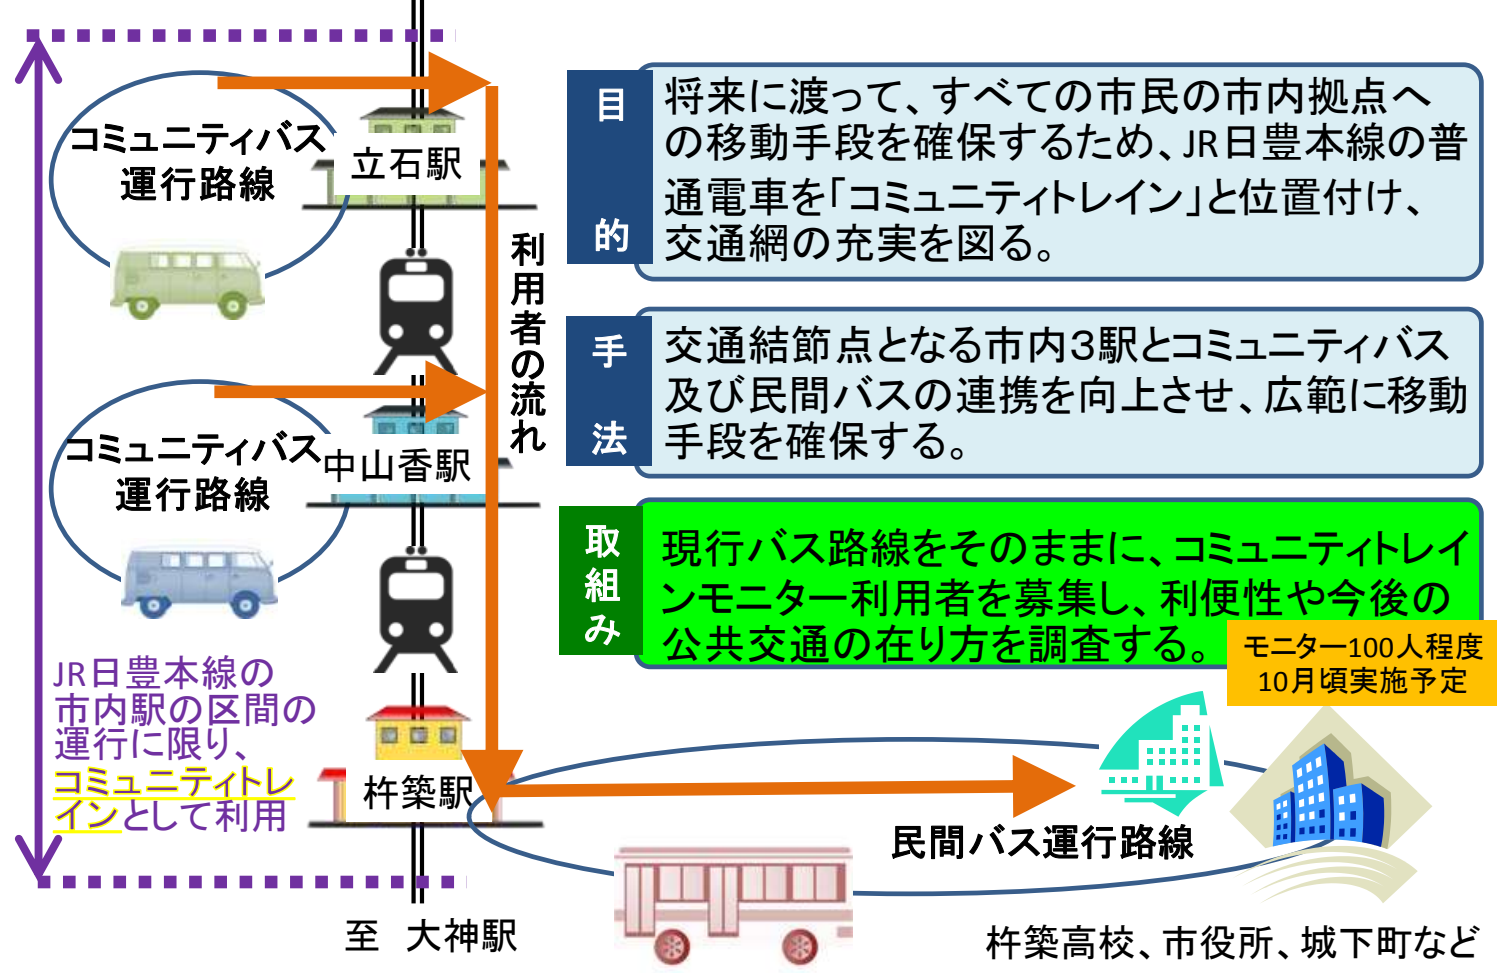 コミュニティバス
運行路線
立石駅
利用者の流れ
コミュニティバス
運行路線
中山香駅
JR日豊本線の
市内駅の区間の
運行に限り、
コミュニティトレ
インとして利用
杵築駅
至　大神駅
目的
将来に渡って、すべての市民の市内拠点へ
の移動手段を確保するため、JR日豊本線の普
通電車を「コミュニティトレイン」と位置付け、
交通網の充実を図る。
手法
交通結節点となる市内３駅とコミュニティバス
及び民間バスの連携を向上させ、広範に移動
手段を確保する。
取組み
現行バス路線をそのままに、コミュニティトレイ
ンモニター利用者を募集し、利便性や今後の
公共交通の在り方を調査する。
モニター100人程度
10月頃実施予定
民間バス運行路線
杵築高校、市役所、城下町など